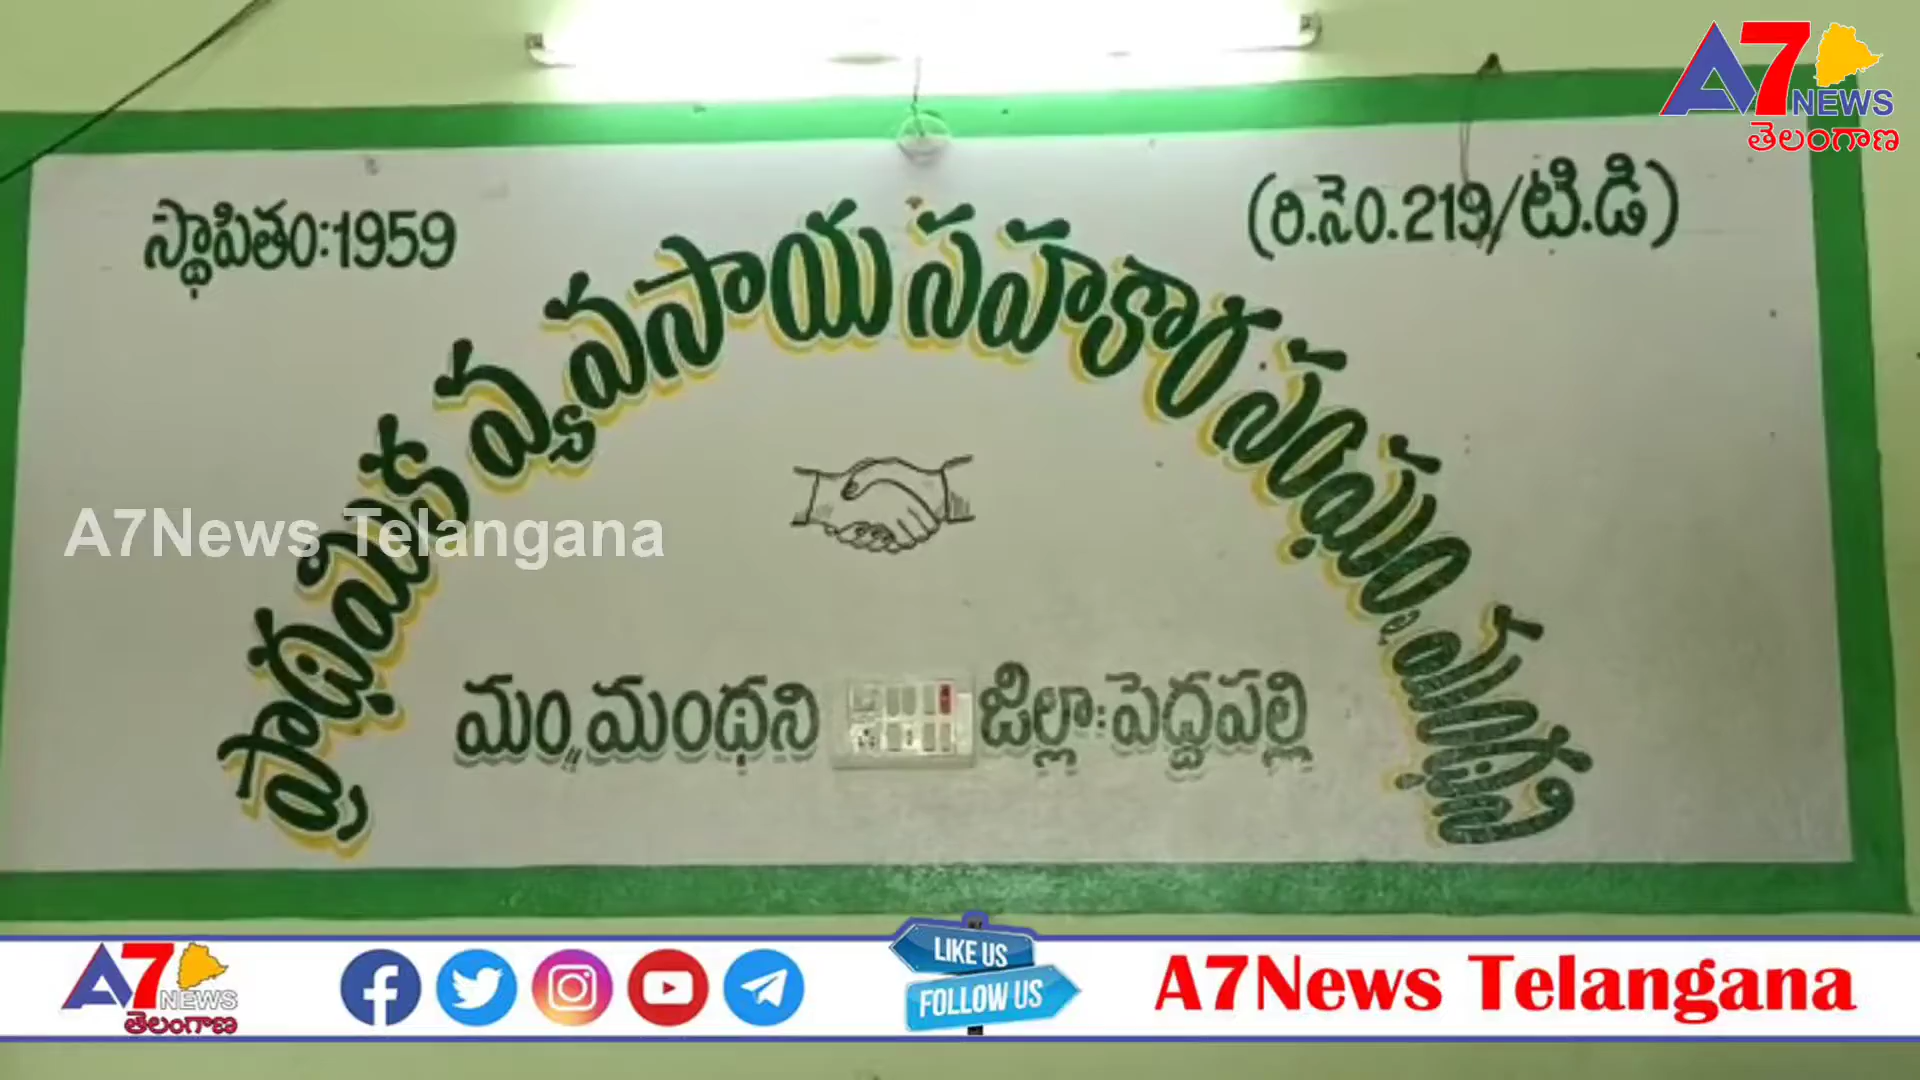 A7
NEWS
తెలంగాణ
స్థాపితం:1959
(రి.నెం.219/టి.డి)
ప్రాథమిక వ్యవసాయ సహకార సంఘం, మంథని
A7News Telangana
మం,, మంథని జిల్లా: పెద్దపల్లి
A7
NEWS
తెలంగాణ
LIKE US
FOLLOW US
A7News Telangana